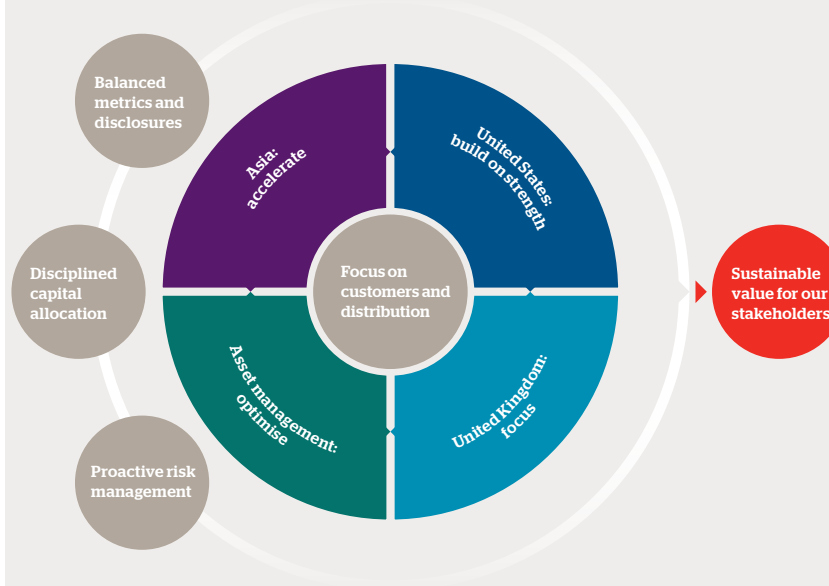 Balanced
metrics and
disclosures
Asia:
accelerate
United States:
build on strength
Disciplined
capital
allocation
Focus on
customers and
distribution
Sustainable
value for our
stakeholders
Asset management:
optimise
United Kingdom:
focus
Proactive risk
management